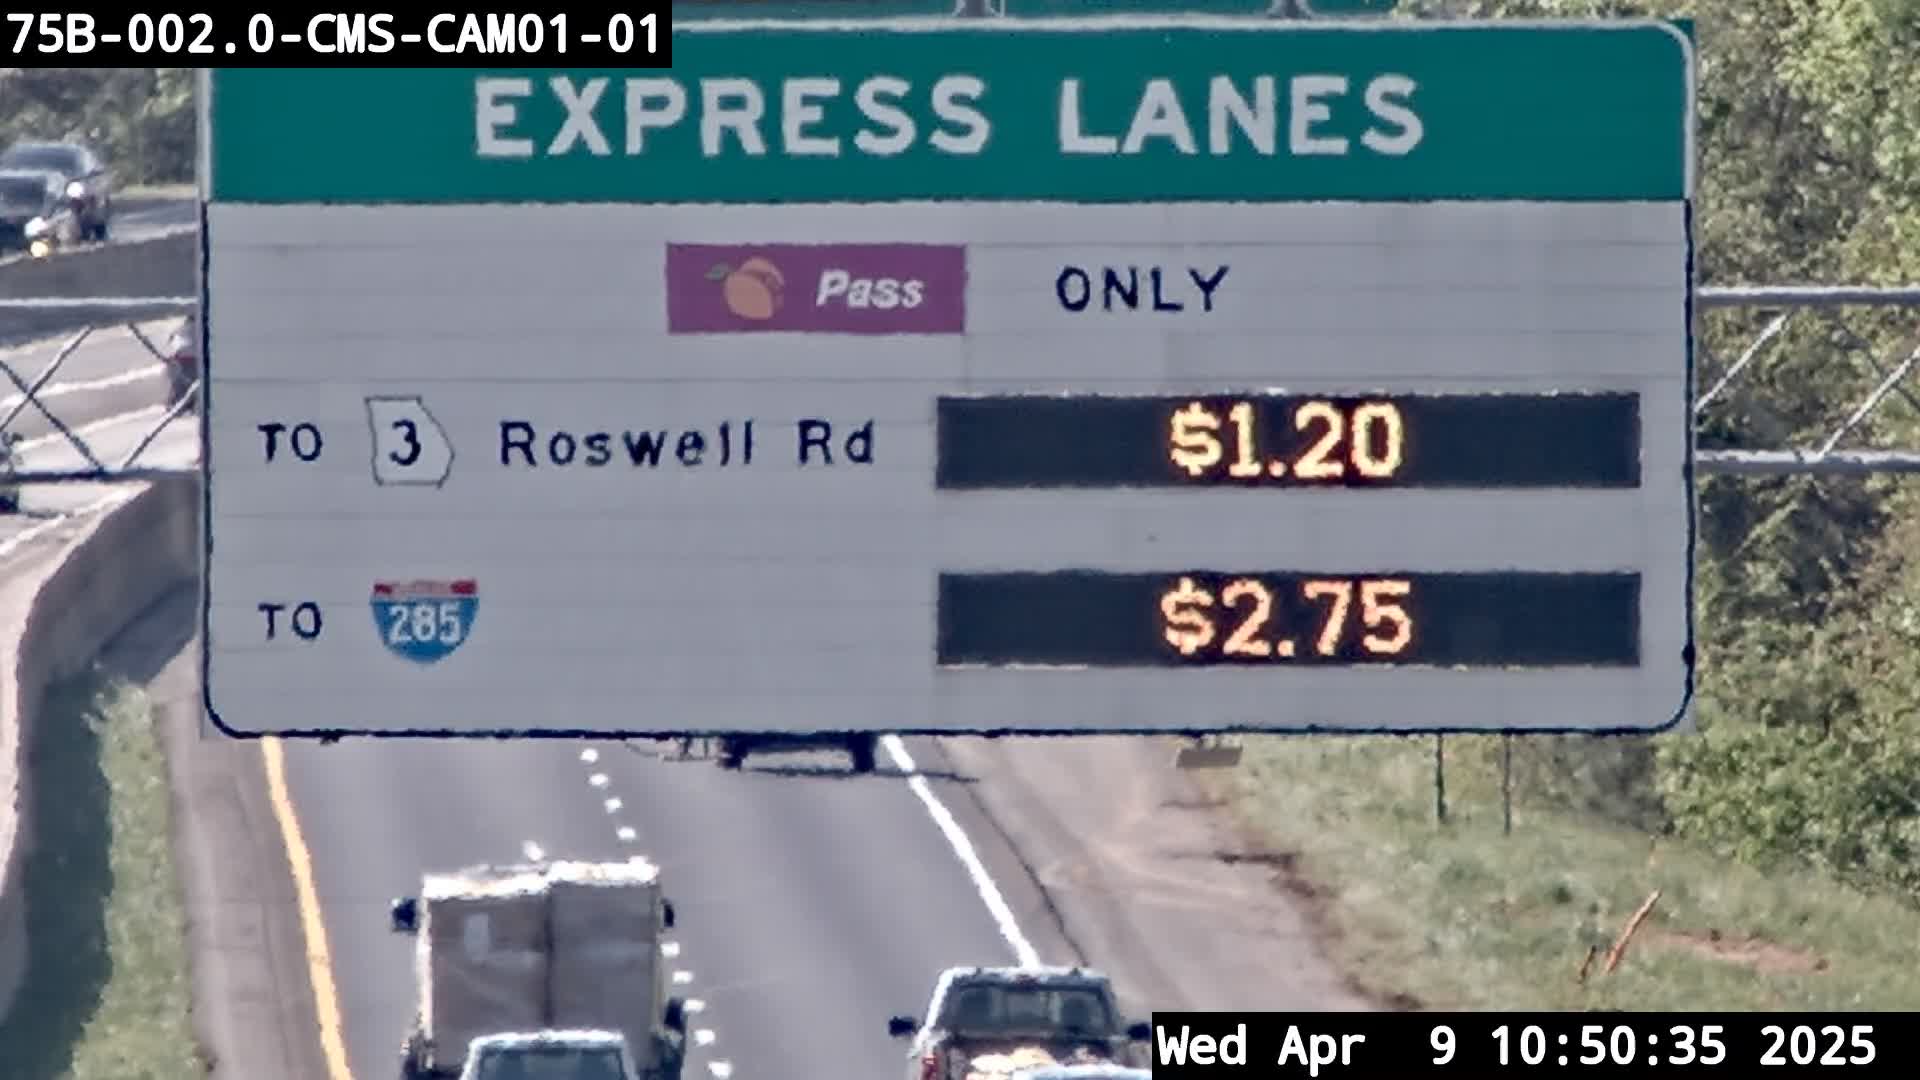 75B-002.0-CMS-CAM01-01
EXPRESS LANES
Pass ONLY
TO 3 Roswell Rd $1.20
TO 285 $2.75
Wed Apr 9 10:50:35 2025